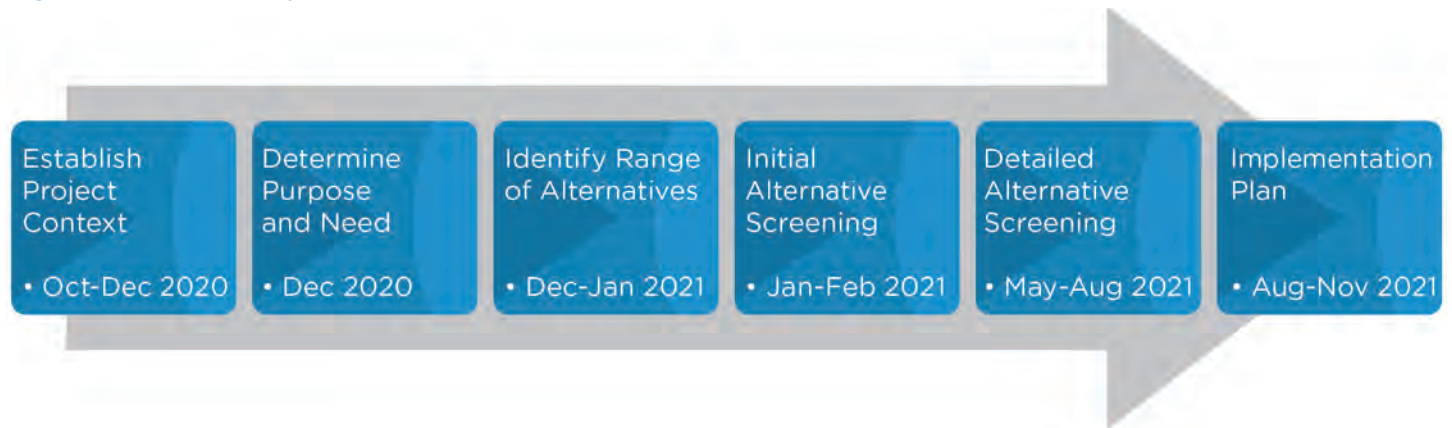 Establish
Project
Context
• Oct-Dec 2020
Determine
Purpose
and Need
• Dec 2020
Identify Range
of Alternatives
• Dec-Jan 2021
Initial
Alternative
Screening
• Jan-Feb 2021
Detailed
Alternative
Screening
• May-Aug 2021
Implementation
Plan
• Aug-Nov 2021